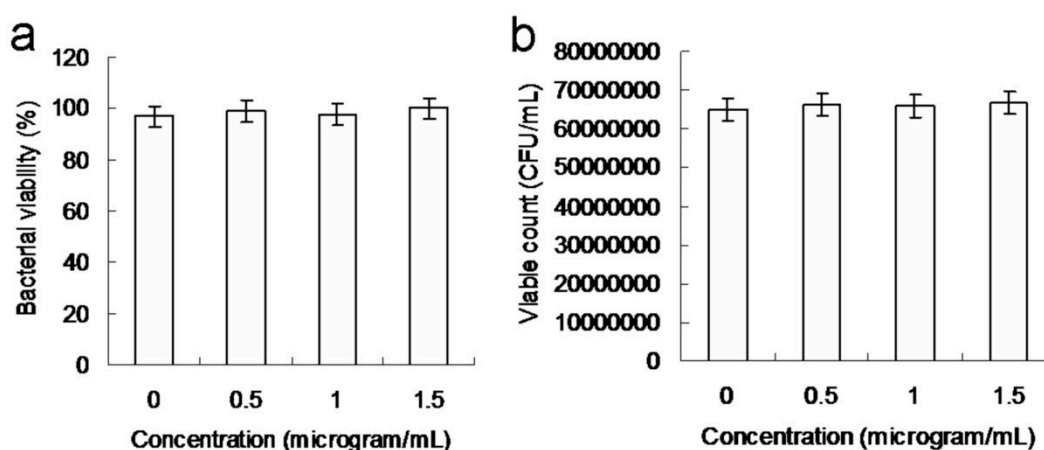 a
Bacterial viability (%)
120
100
80
60
40
20
0
0 0.5 1 1.5
Concentration (microgram/mL)
b
Viable count (CFU/mL)
80000000
70000000
60000000
50000000
40000000
30000000
20000000
10000000
0
0 0.5 1 1.5
Concentration (microgram/mL)